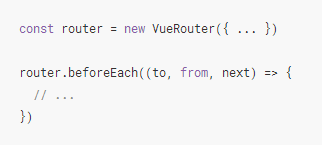 const router = new VueRouter({ ... })
router.beforeEach((to, from, next) => {
// ...
})